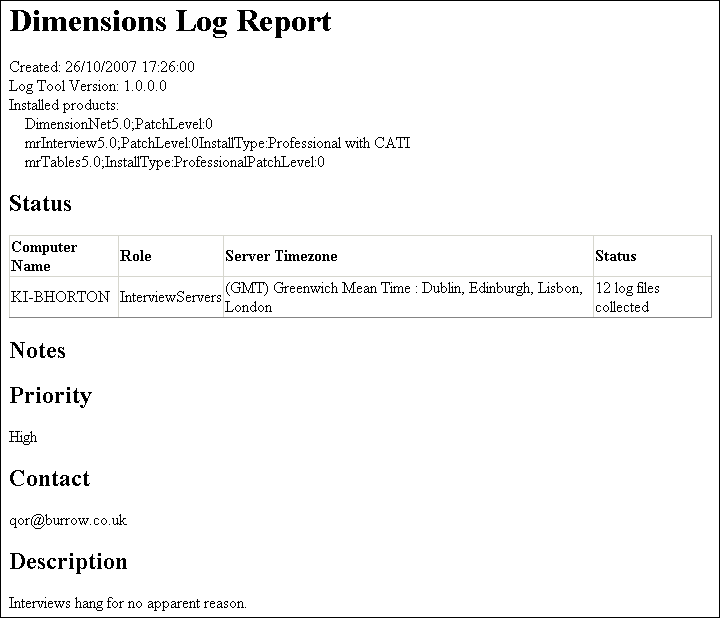 Dimensions Log Report
Created: 26/10/2007 17:26:00
Log Tool Version: 1.0.0.0
Installed products:
DimensionNet5.0;PatchLevel:0
mrInterview5.0;PatchLevel:0InstallType:Professional with CATI
mrTables5.0;InstallType:ProfessionalPatchLevel:0
Status
Computer Name Role Server Timezone Status
KI-BHORTON InterviewServers (GMT) Greenwich Mean Time : Dublin, Edinburgh, Lisbon, London 12 log files collected
Notes
Priority
High
Contact
qor@burrow.co.uk
Description
Interviews hang for no apparent reason.